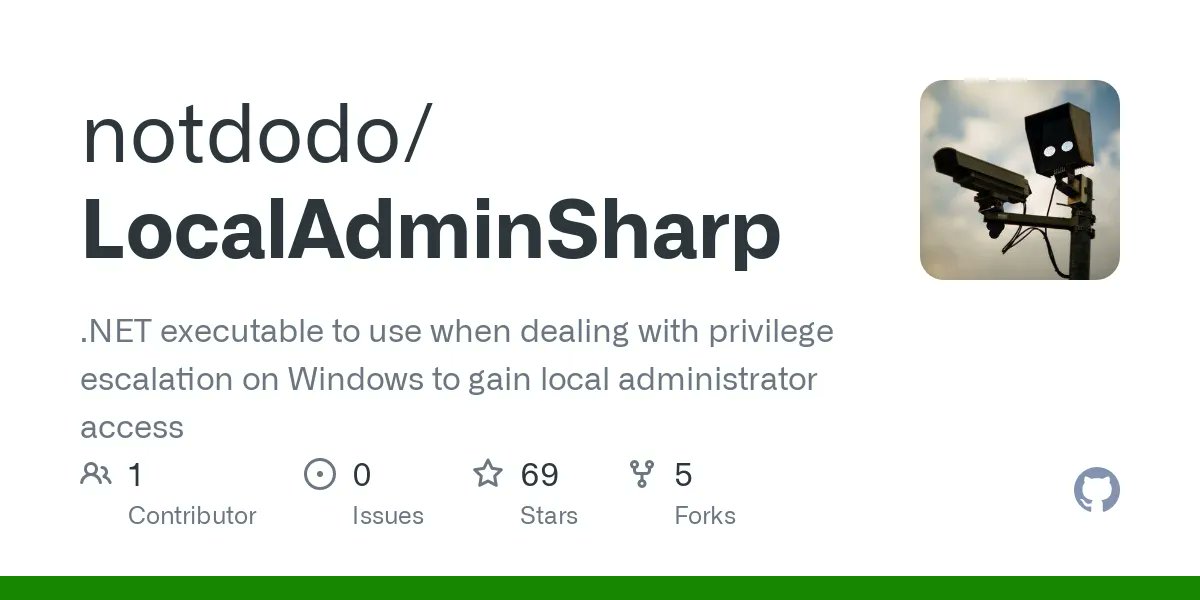 notdodo/
LocalAdminSharp
.NET executable to use when dealing with privilege
escalation on Windows to gain local administrator
access
1
Contributor
0
Issues
69
Stars
5
Forks